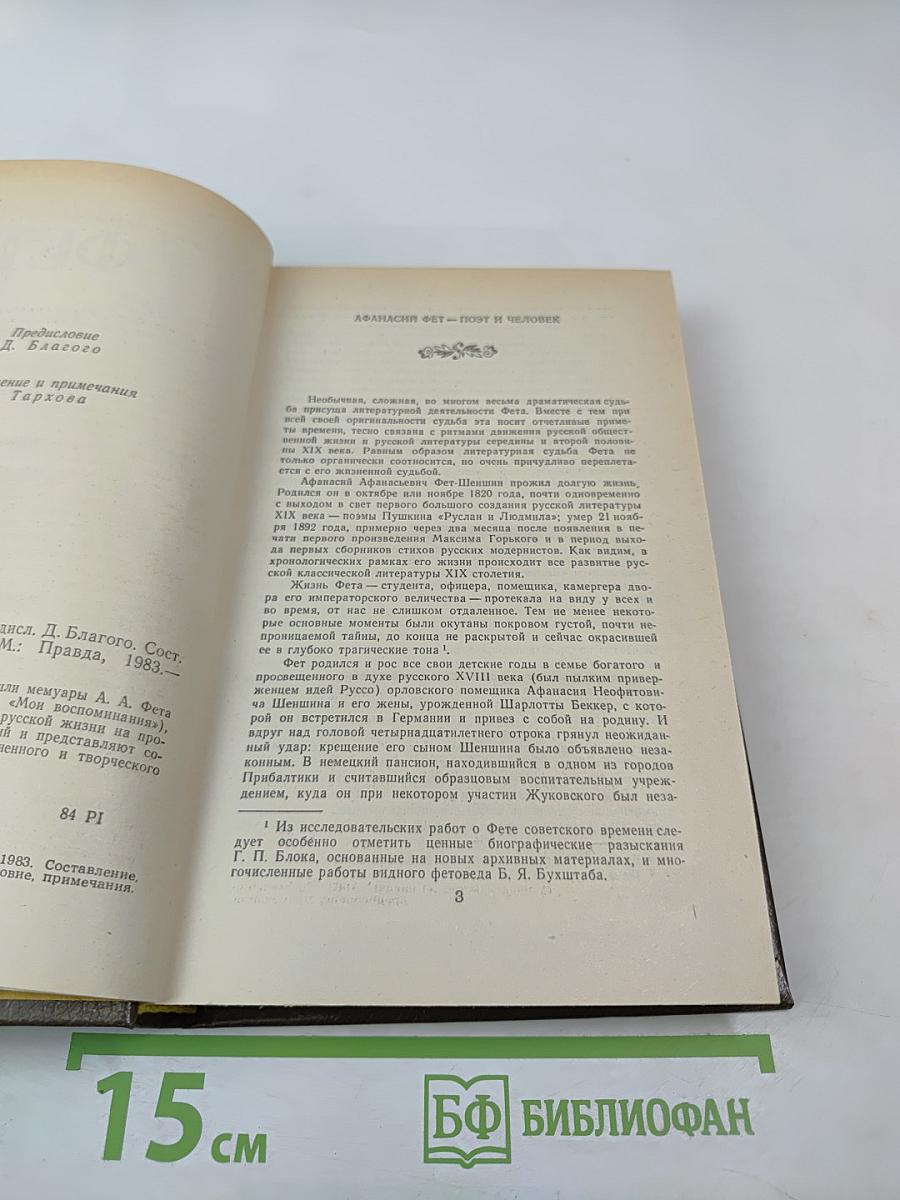 Предисловие
Д. Благого
ение и примечания
Тархова
дисл. Д. Благого. Сост.
М.: Правда, 1983.—
ли мемуары А. А. Фета
«Мои воспоминания»),
русской жизни на про-
й и представляют со-
ненного и творческого
84 PI
1983. Составление.
овие, примечания.
АФАНАСИЙ ФЕТ — ПОЭТ И ЧЕЛОВЕК
Необычная, сложная, во многом весьма драматическая судь-
ба присуща литературной деятельности Фета. Вместе с тем при
всей своей оригинальности судьба эта носит отчетливые приме-
ты времени, тесно связана с ритмами движения русской общест-
венной жизни и русской литературы середины и второй полови-
ны XIX века. Равным образом литературная судьба Фета не
только органически соотносится, но очень причудливо переплета-
ется с его жизненной судьбой.
Афанасий Афанасьевич Фет-Шеншин прожил долгую жизнь.
Родился он в октябре или ноябре 1820 года, почти одновременно
с выходом в свет первого большого создания русской литературы
XIX века — поэмы Пушкина «Руслан и Людмила»; умер 21 нояб-
ря 1892 года, примерно через два месяца после появления в пе-
чати первого произведения Максима Горького и в период выхо-
да первых сборников стихов русских модернистов. Как видим, в
хронологических рамках его жизни происходит все развитие рус-
ской классической литературы XIX столетия.
Жизнь Фета — студента, офицера, помещика, камергера дво-
ра его императорского величества — протекала на виду у всех и
во время, от нас не слишком отдаленное. Тем не менее некото-
рые основные моменты были окутаны покровом густой, почти не-
проницаемой тайны, до конца не раскрытой и сейчас окрасившей
ее в глубоко трагические тона ¹.
Фет родился и рос все свои детские годы в семье богатого и
просвещенного в духе русского XVIII века (был пылким привер-
женцем идей Руссо) орловского помещика Афанасия Неофитови-
ча Шеншина и его жены, урожденной Шарлотты Беккер, с кото-
рой он встретился в Германии и привез с собой на родину. И
вдруг над головой четырнадцатилетнего отрока грянул неожидан-
ный удар: крещение его сыном Шеншина было объявлено неза-
конным. В немецкий пансион, находившийся в одном из городов
Прибалтики и считавшийся образцовым воспитательным учреж-
дением, куда он при некотором участии Жуковского был неза-
¹ Из исследовательских работ о Фете советского времени сле-
дует особенно отметить ценные биографические разыскания
Г. П. Блока, основанные на новых архивных материалах, и мно-
гочисленные работы видного фетоведа Б. Я. Бухштаба.
3
15 см
БФ БИБЛИОФАН